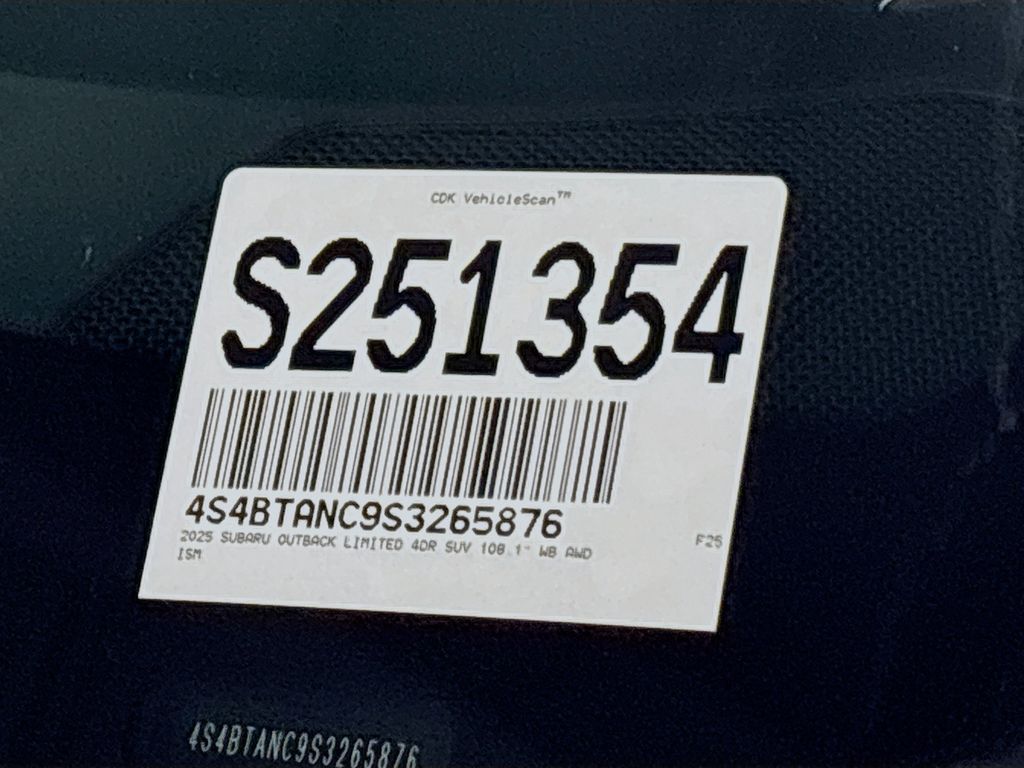 CDK VehicleScan™
S251354
4S4BTANC9S3265876
2025 SUBARU OUTBACK LIMITED 4DR SUV 108.1" WB AWD
F25
ISM
4S4BTANC9S3265876